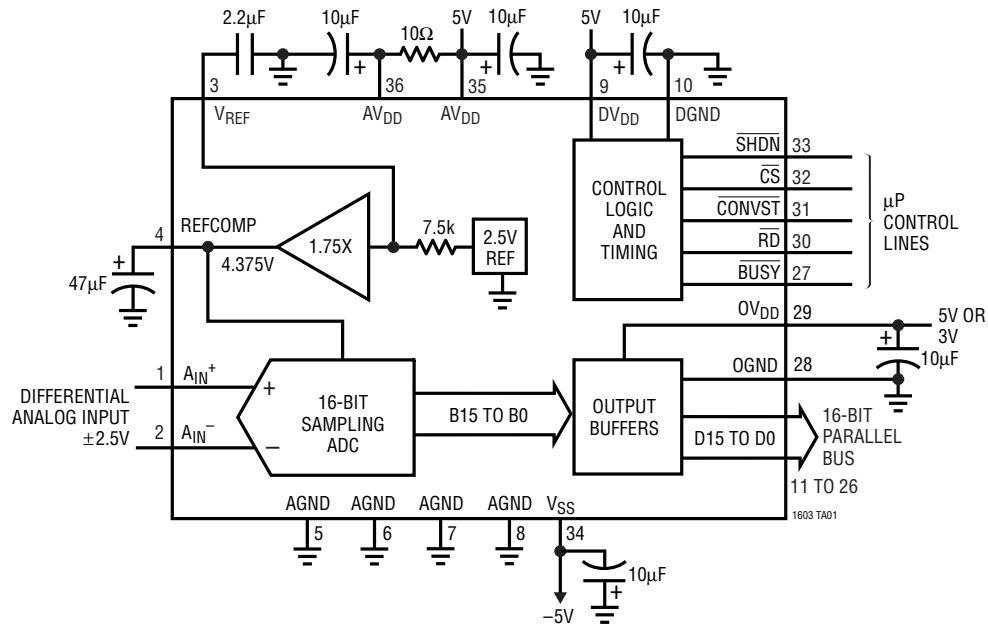 2.2µF
10µF
10Ω
5V
10µF
5V
10µF
3
36
35
9
10
VREF
AVDD
AVDD
DVDD
DGND
SHDN 33
CS 32
CONVST 31
RD 30
BUSY 27
CONTROL
LOGIC
AND
TIMING
µP
CONTROL
LINES
4
REFCOMP
4.375V
1.75X
7.5k
2.5V
REF
47µF
OVDD 29
5V OR
3V
10µF
OGND 28
1 AIN+
2 AIN−
DIFFERENTIAL
ANALOG INPUT
±2.5V
+
−
16-BIT
SAMPLING
ADC
B15 TO B0
OUTPUT
BUFFERS
D15 TO D0
16-BIT
PARALLEL
BUS
11 TO 26
AGND
AGND
AGND
AGND
VSS
5
6
7
8
34
10µF
−5V
1603 TA01